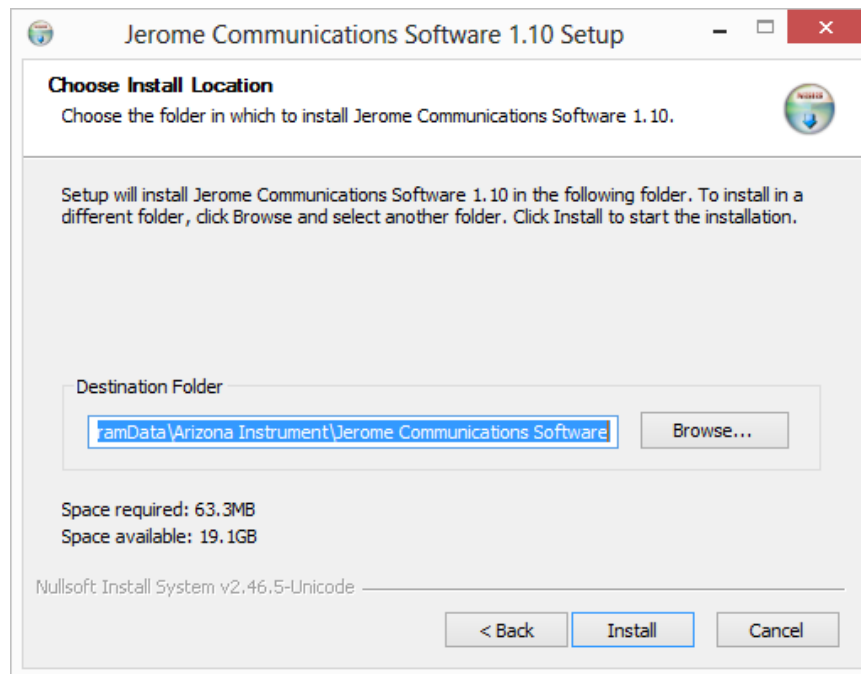 Jerome Communications Software 1.10 Setup
Choose Install Location
Choose the folder in which to install Jerome Communications Software 1.10.
Setup will install Jerome Communications Software 1.10 in the following folder. To install in a
different folder, click Browse and select another folder. Click Install to start the installation.
Destination Folder
ramData\Arizona Instrument\Jerome Communications Software
Browse...
Space required: 63.3MB
Space available: 19.1GB
Nullsoft Install System v2.46.5-Unicode
< Back
Install
Cancel